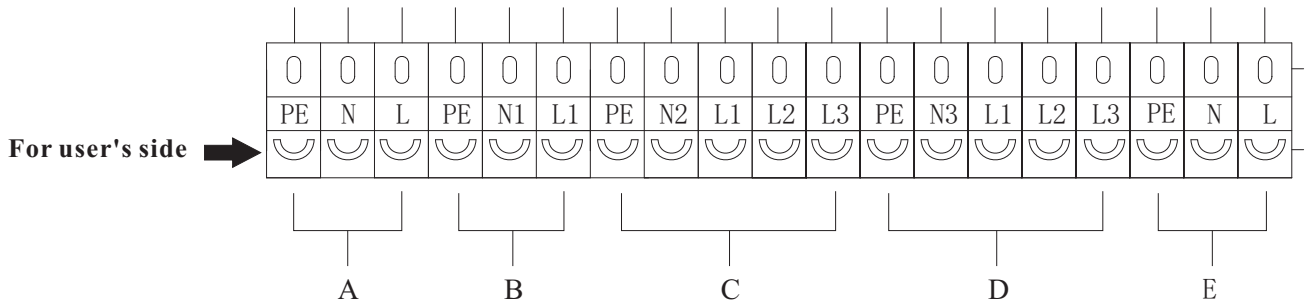 PE N L PE N1 L1 PE N2 L1 L2 L3 PE N3 L1 L2 L3 PE N L
For user's side
A B C D E